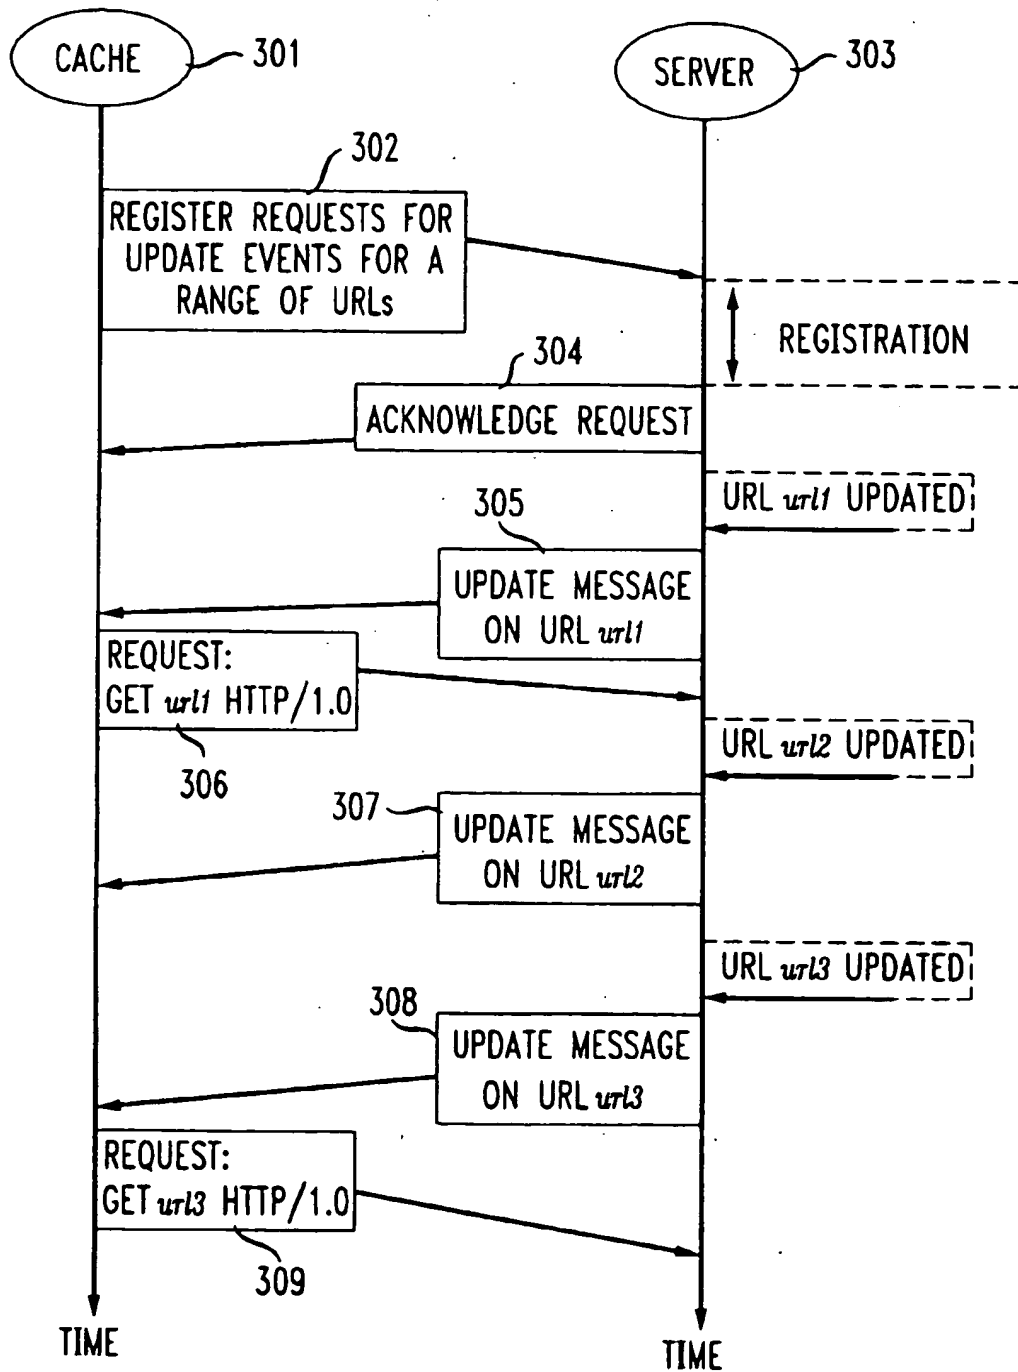 CACHE
301
SERVER
303
302
REGISTER REQUESTS FOR
UPDATE EVENTS FOR A
RANGE OF URLs
REGISTRATION
304
ACKNOWLEDGE REQUEST
URL url1 UPDATED
305
UPDATE MESSAGE
ON URL url1
REQUEST:
GET url1 HTTP/1.0
306
URL url2 UPDATED
307
UPDATE MESSAGE
ON URL url2
URL url3 UPDATED
308
UPDATE MESSAGE
ON URL url3
REQUEST:
GET url3 HTTP/1.0
309
TIME
TIME